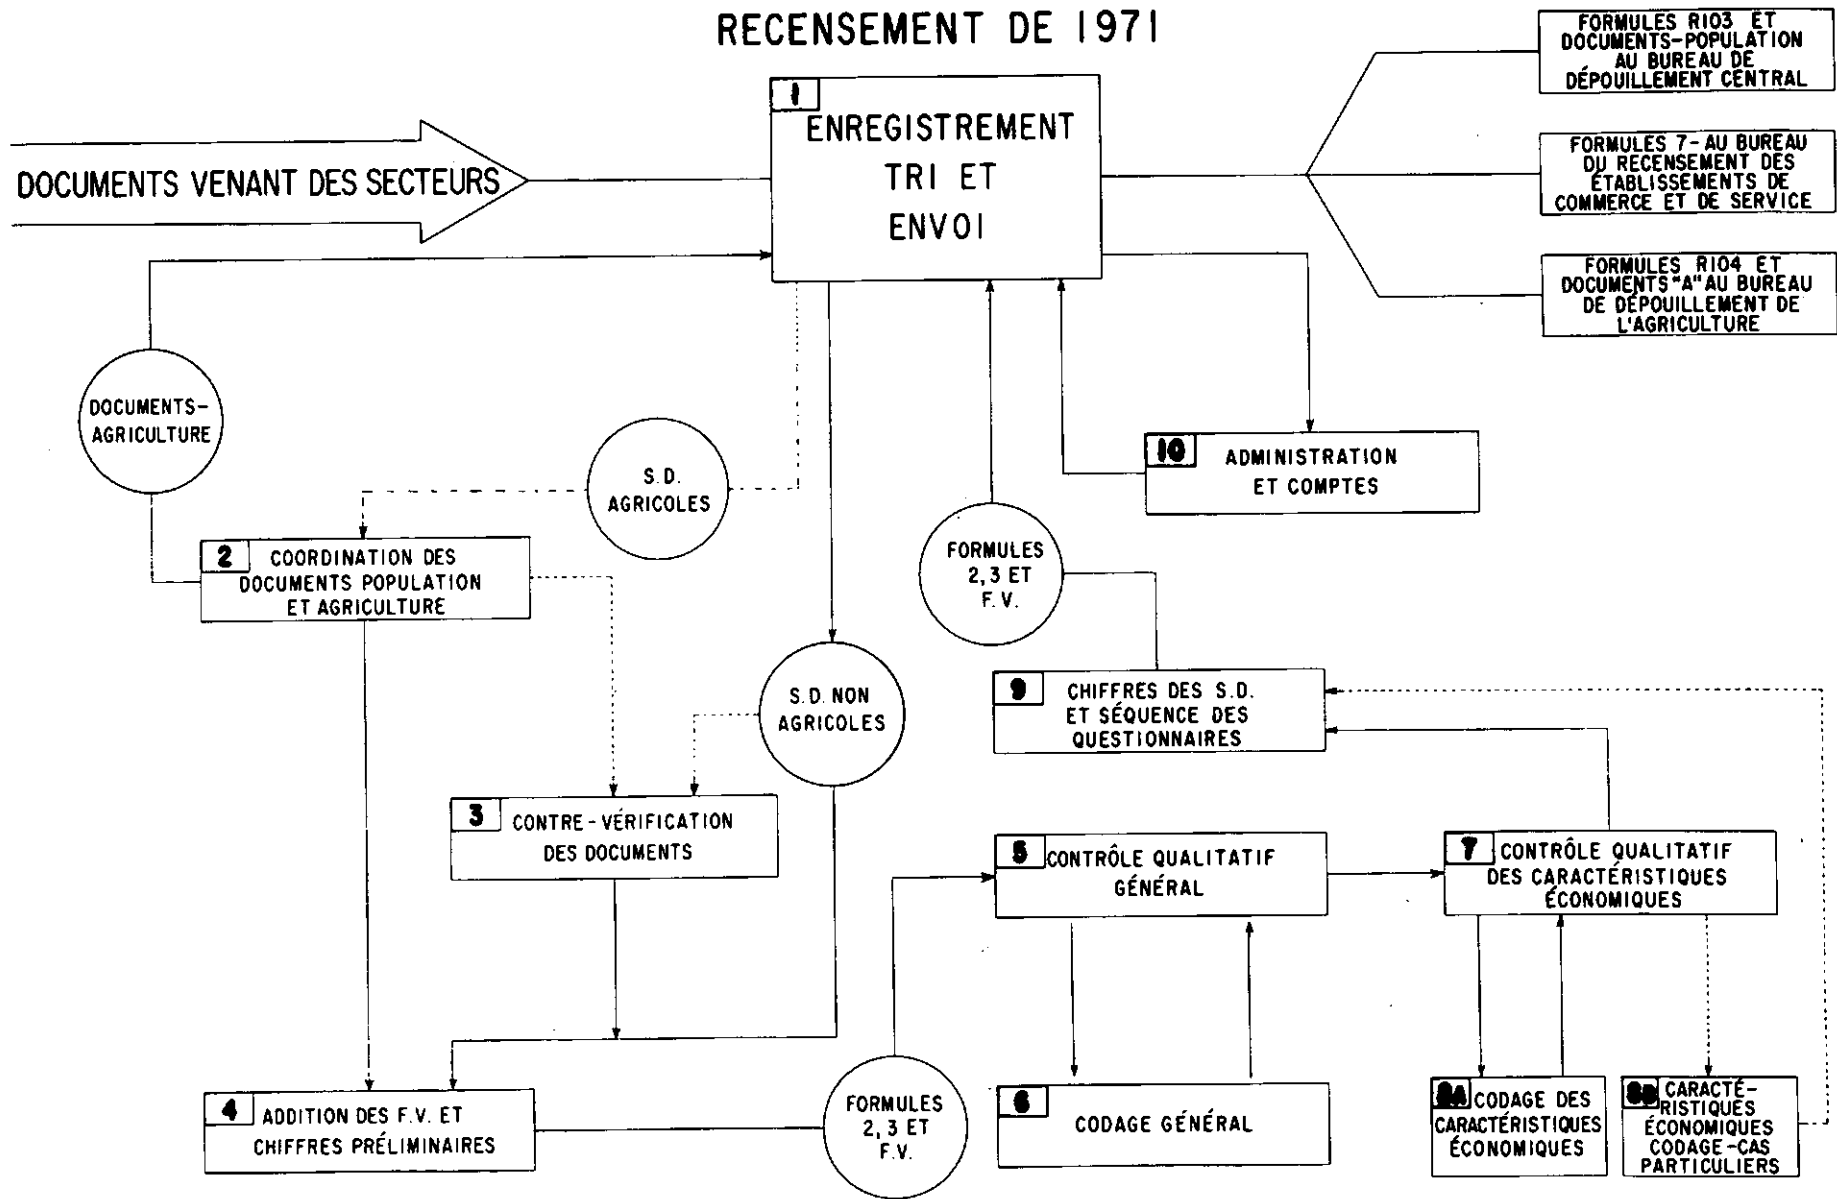 RECENSEMENT DE 1971
FORMULES R103 ET
DOCUMENTS-POPULATION
AU BUREAU DE
DÉPOUILLEMENT CENTRAL
1
ENREGISTREMENT
TRI ET
ENVOI
DOCUMENTS VENANT DES SECTEURS
FORMULES 7-AU BUREAU
DU RECENSEMENT DES
ÉTABLISSEMENTS DE
COMMERCE ET DE SERVICE
FORMULES R104 ET
DOCUMENTS "A" AU BUREAU
DE DÉPOUILLEMENT DE
L'AGRICULTURE
DOCUMENTS-
AGRICULTURE
S.D.
AGRICOLES
10
ADMINISTRATION
ET COMPTES
2
COORDINATION DES
DOCUMENTS POPULATION
ET AGRICULTURE
FORMULES
2, 3 ET
F.V.
S.D. NON
AGRICOLES
9
CHIFFRES DES S.D.
ET SÉQUENCE DES
QUESTIONNAIRES
3
CONTRE-VÉRIFICATION
DES DOCUMENTS
5
CONTRÔLE QUALITATIF
GÉNÉRAL
7
CONTRÔLE QUALITATIF
DES CARACTÉRISTIQUES
ÉCONOMIQUES
4
ADDITION DES F.V. ET
CHIFFRES PRÉLIMINAIRES
FORMULES
2, 3 ET
F.V.
6
CODAGE GÉNÉRAL
8A
CODAGE DES
CARACTÉRISTIQUES
ÉCONOMIQUES
8B
CARACTÉ-
RISTIQUES
ÉCONOMIQUES
CODAGE-CAS
PARTICULIERS